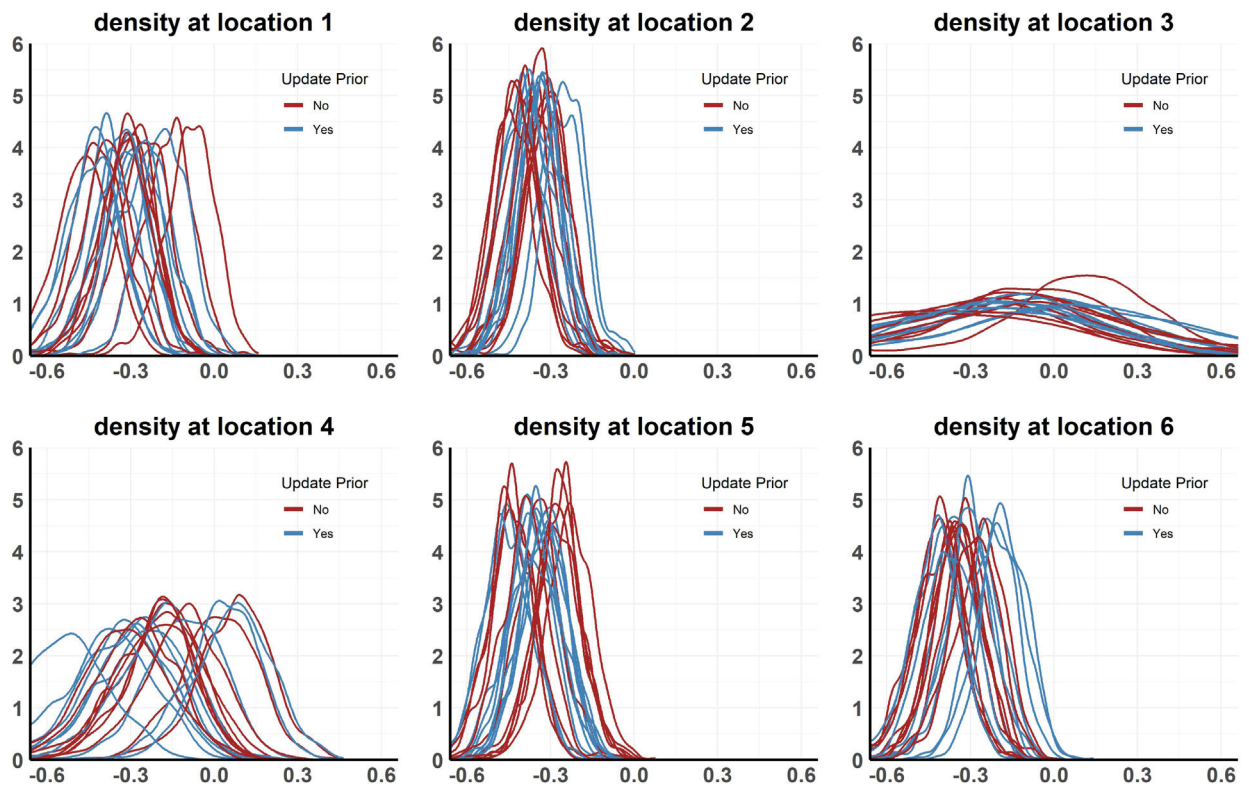 density at location 1
6
5
4
3
2
1
0
-0.6 -0.3 0.0 0.3 0.6
Update Prior
No
Yes
density at location 2
6
5
4
3
2
1
0
-0.6 -0.3 0.0 0.3 0.6
Update Prior
No
Yes
density at location 3
6
5
4
3
2
1
0
-0.6 -0.3 0.0 0.3 0.6
Update Prior
No
Yes
density at location 4
6
5
4
3
2
1
0
-0.6 -0.3 0.0 0.3 0.6
Update Prior
No
Yes
density at location 5
6
5
4
3
2
1
0
-0.6 -0.3 0.0 0.3 0.6
Update Prior
No
Yes
density at location 6
6
5
4
3
2
1
0
-0.6 -0.3 0.0 0.3 0.6
Update Prior
No
Yes